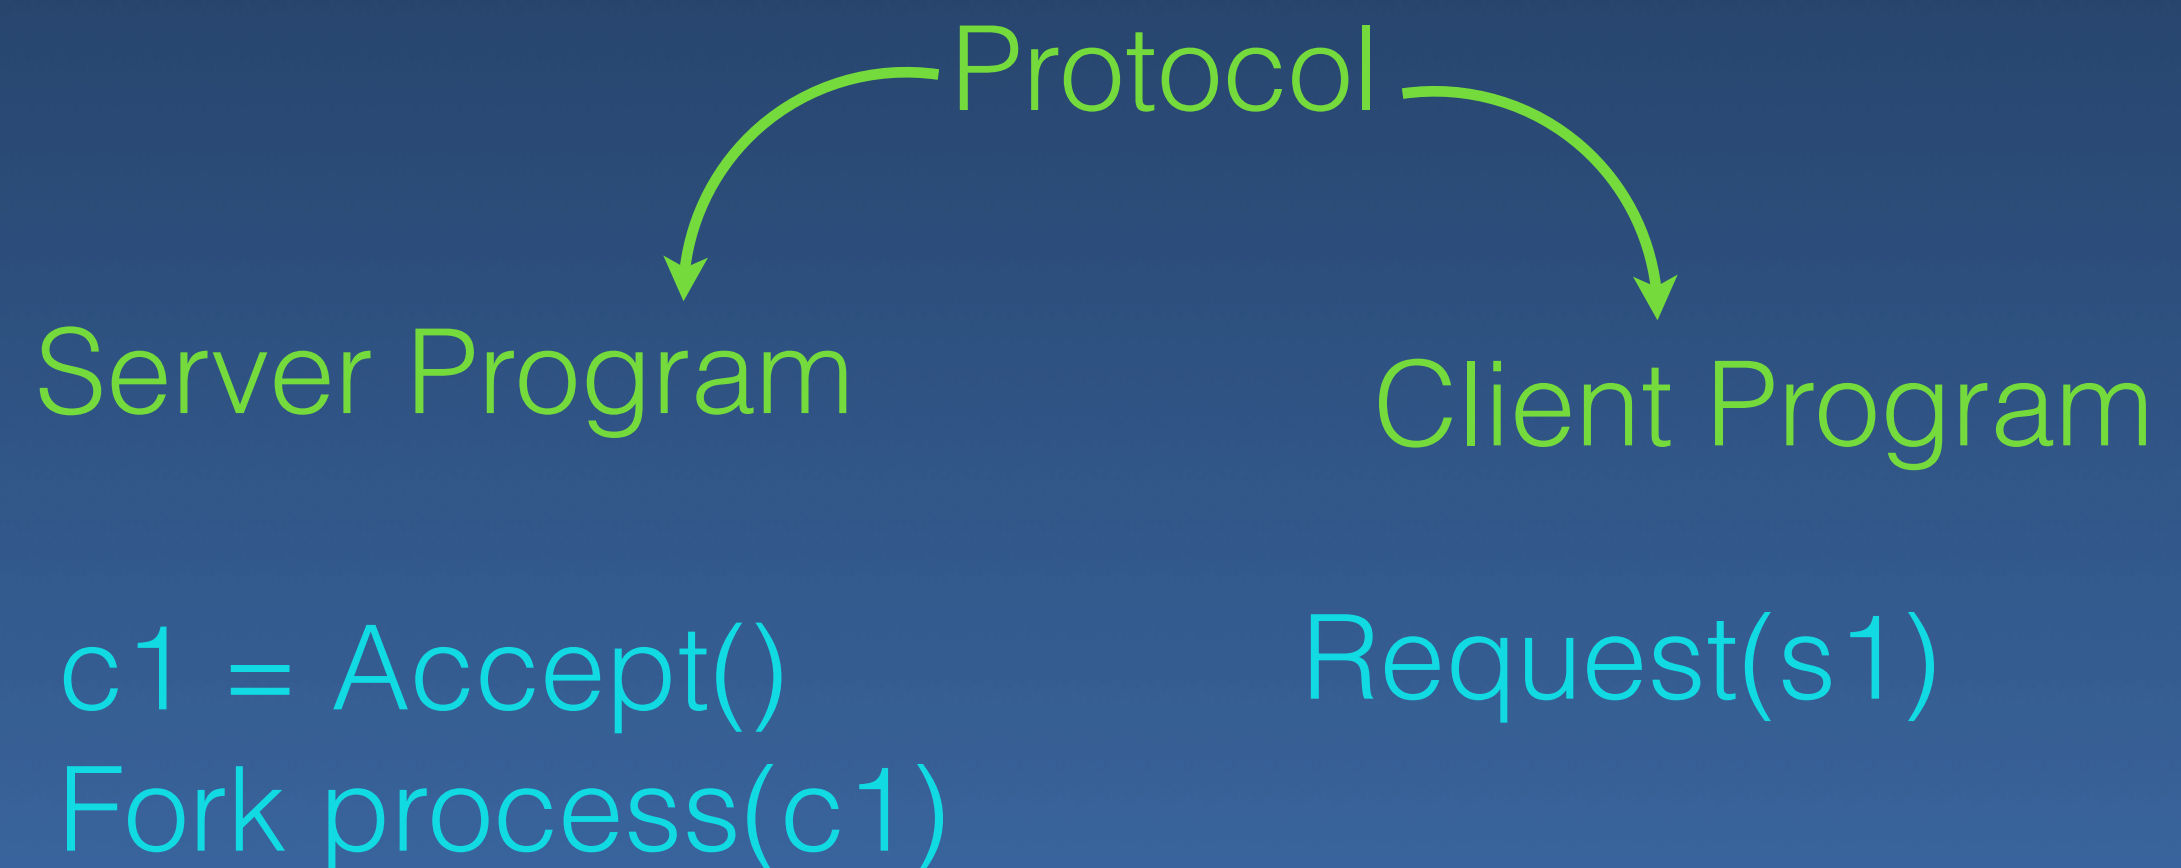 Protocol
Server Program
Client Program
c1 = Accept()
Request(s1)
Fork process(c1)